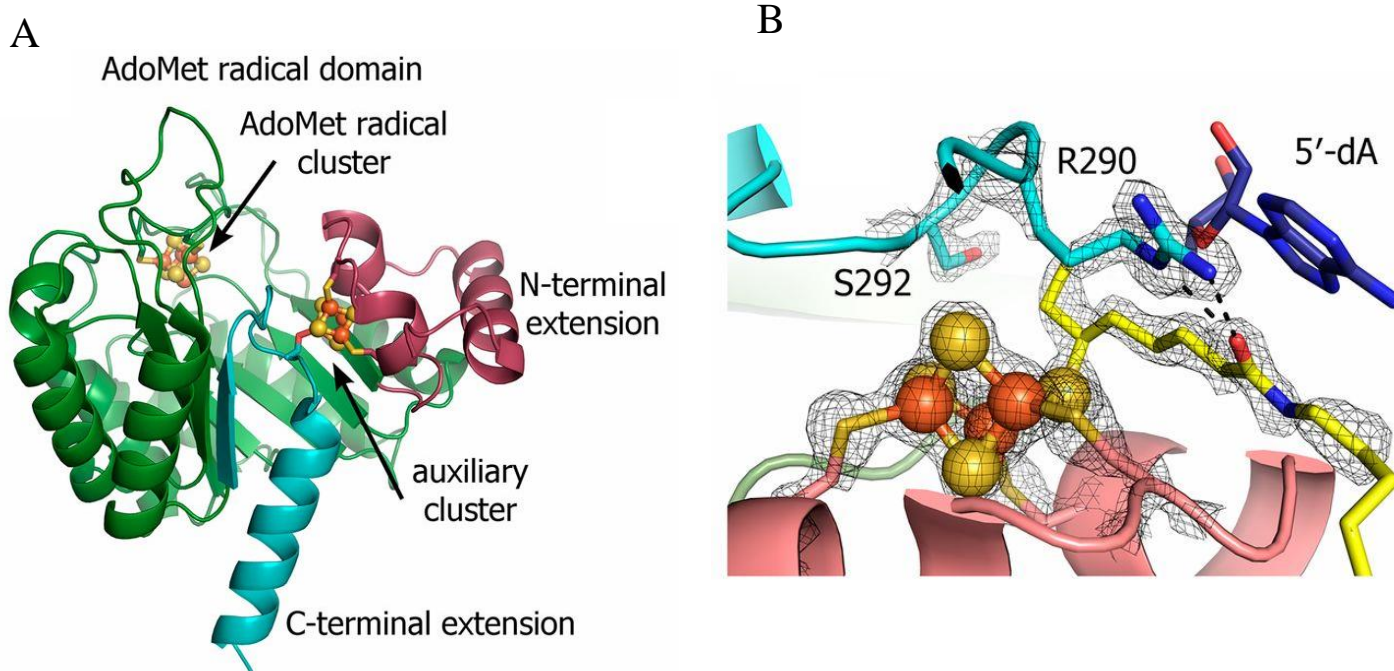 A
AdoMet radical domain
AdoMet radical
cluster
N-terminal
extension
auxiliary
cluster
C-terminal extension
B
R290
5′-dA
S292